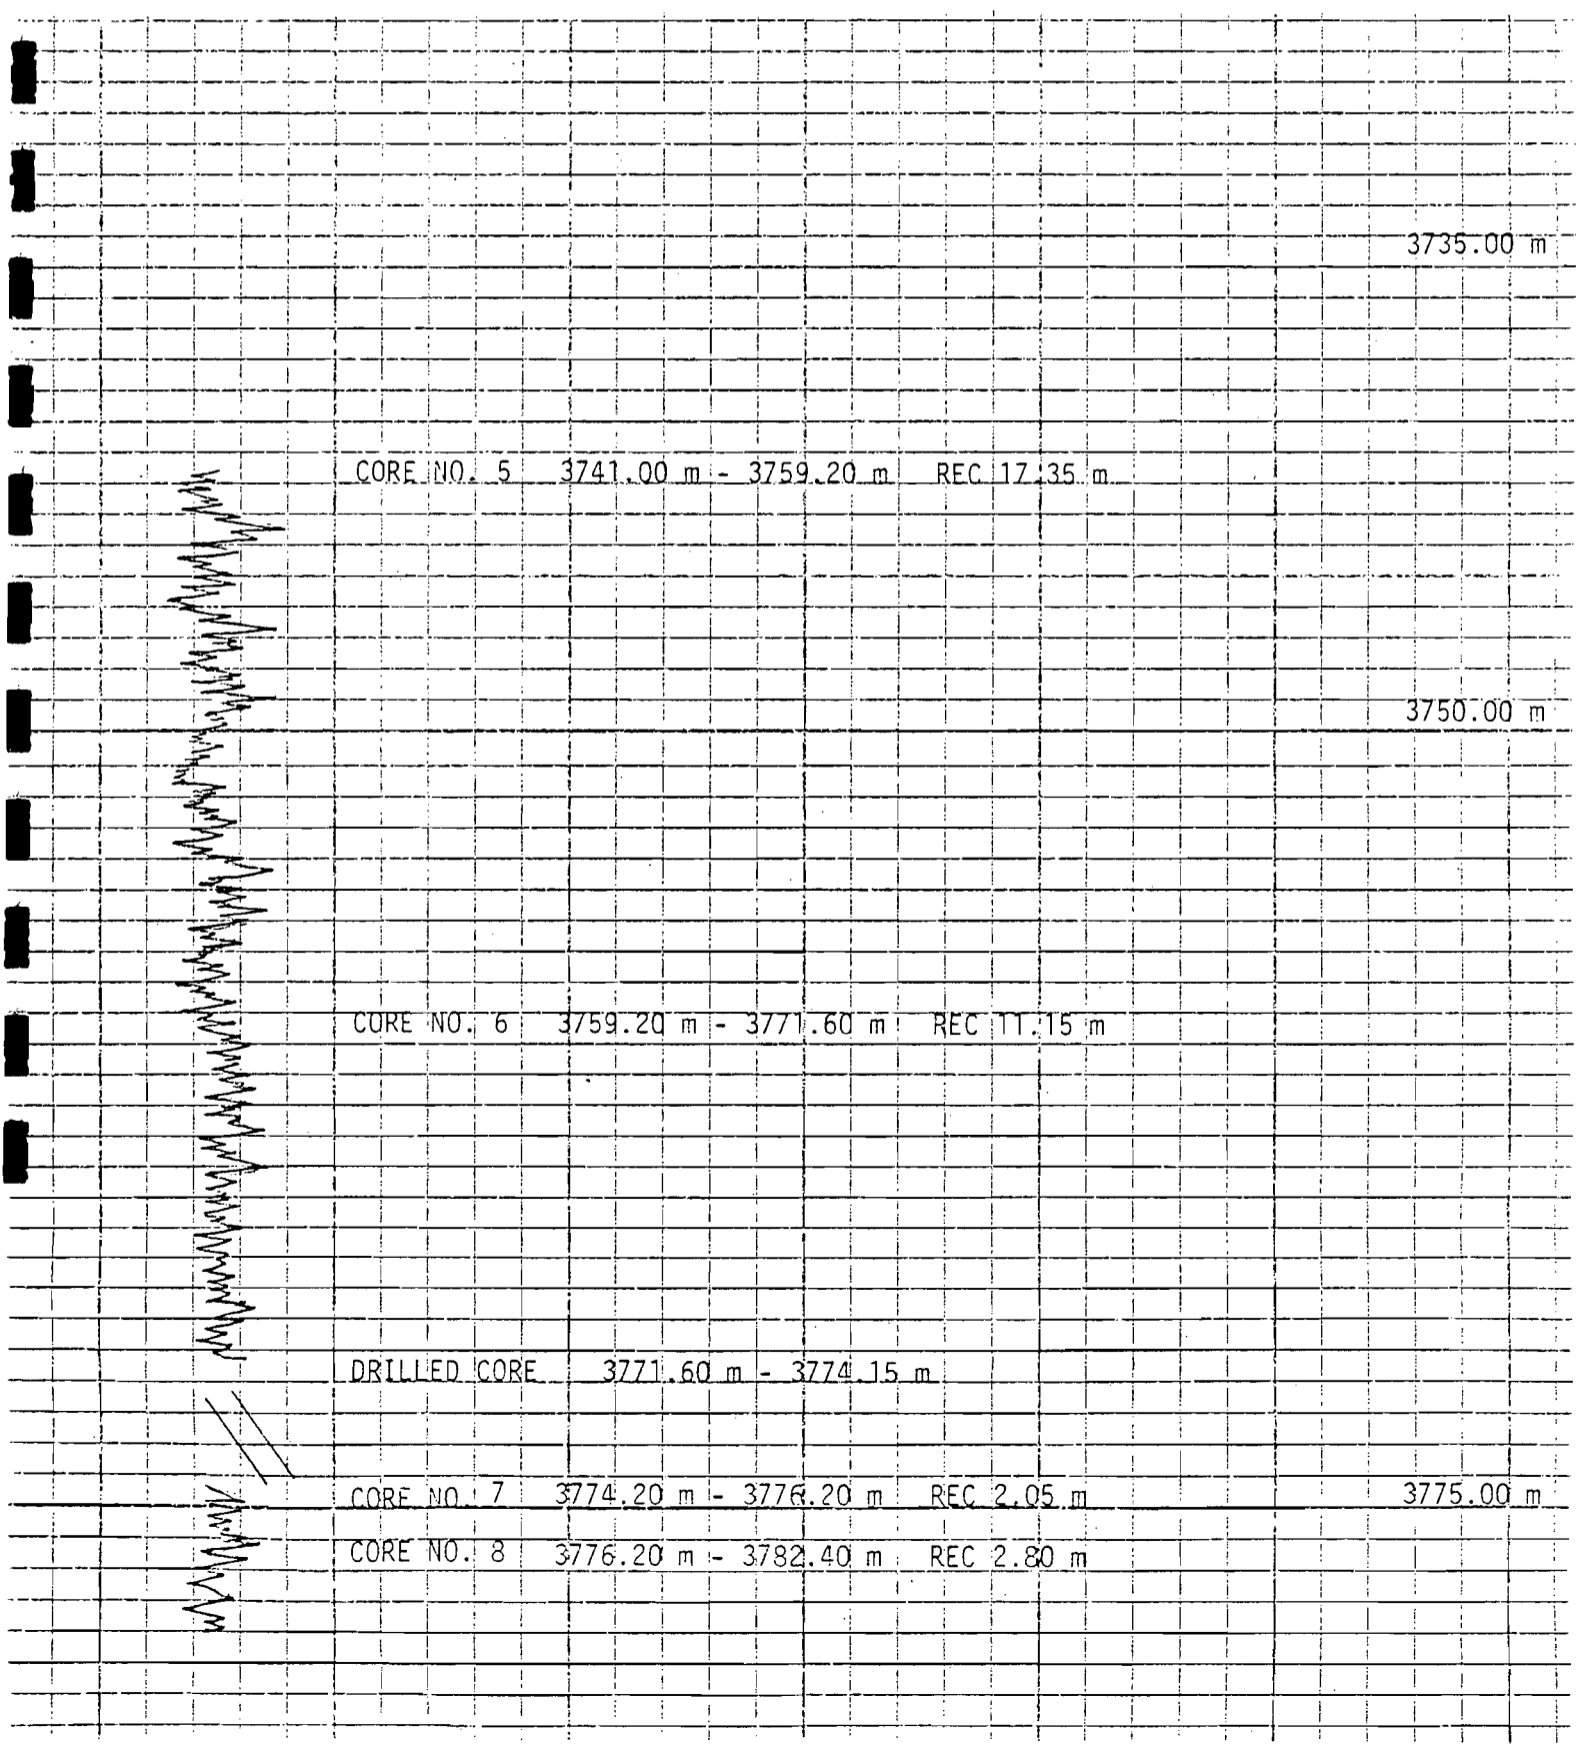 3735.00 m
CORE NO. 5 3741.00 m - 3759.20 m REC 17.35 m
3750.00 m
CORE NO. 6 3759.20 m - 3771.60 m REC 11.15 m
DRILLED CORE 3771.60 m - 3774.15 m
CORE NO. 7 3774.20 m - 3776.20 m REC 2.05 m 3775.00 m
CORE NO. 8 3776.20 m - 3782.40 m REC 2.80 m